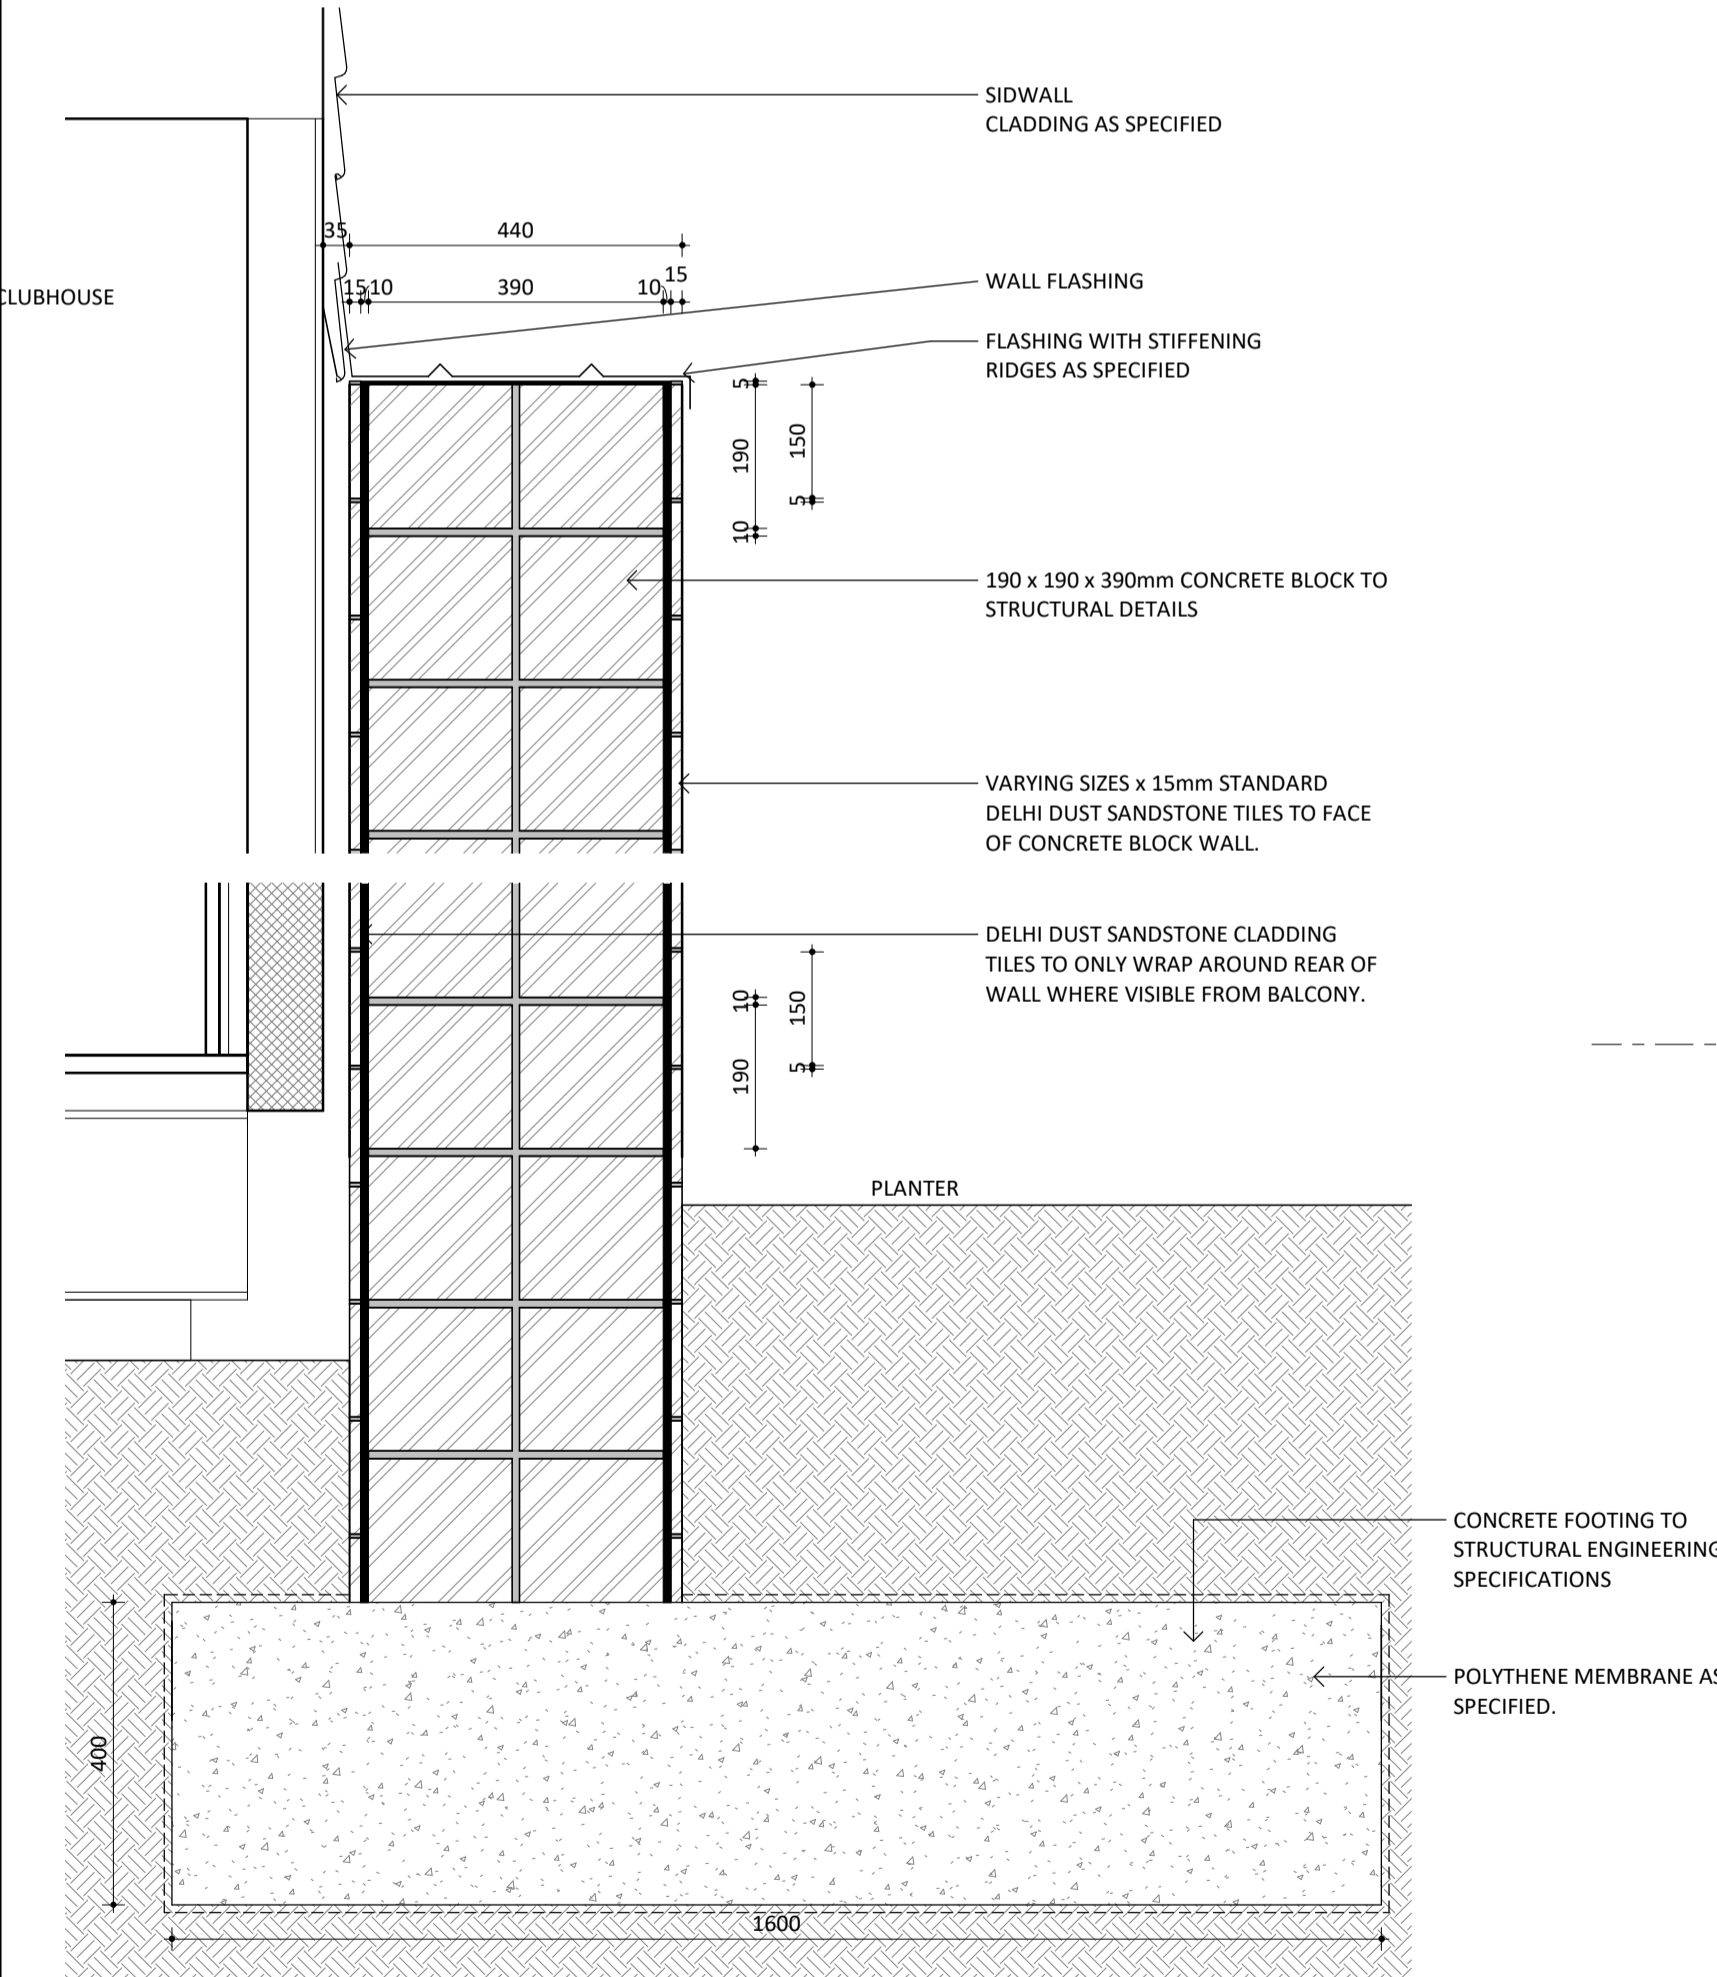 SIDWALL
CLADDING AS SPECIFIED
35
440
15
10
390
10
15
CLUBHOUSE
WALL FLASHING
FLASHING WITH STIFFENING
RIDGES AS SPECIFIED
5
190
150
5
10
190 x 190 x 390mm CONCRETE BLOCK TO
STRUCTURAL DETAILS
VARYING SIZES x 15mm STANDARD
DELHI DUST SANDSTONE TILES TO FACE
OF CONCRETE BLOCK WALL.
DELHI DUST SANDSTONE CLADDING
TILES TO ONLY WRAP AROUND REAR OF
WALL WHERE VISIBLE FROM BALCONY.
10
150
190
5
PLANTER
CONCRETE FOOTING TO
STRUCTURAL ENGINEERING
SPECIFICATIONS
POLYTHENE MEMBRANE AS
SPECIFIED.
400
1600